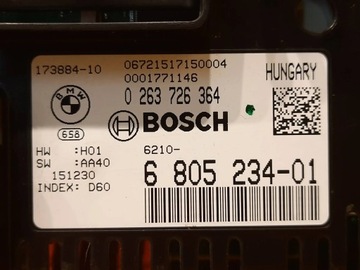 173884-10 06721517150004
0001771146 HUNGARY
0 263 726 364
BMW
658
BOSCH
HW :H01 6210-
SW :AA40 6 805 234-01
151230
INDEX: D60